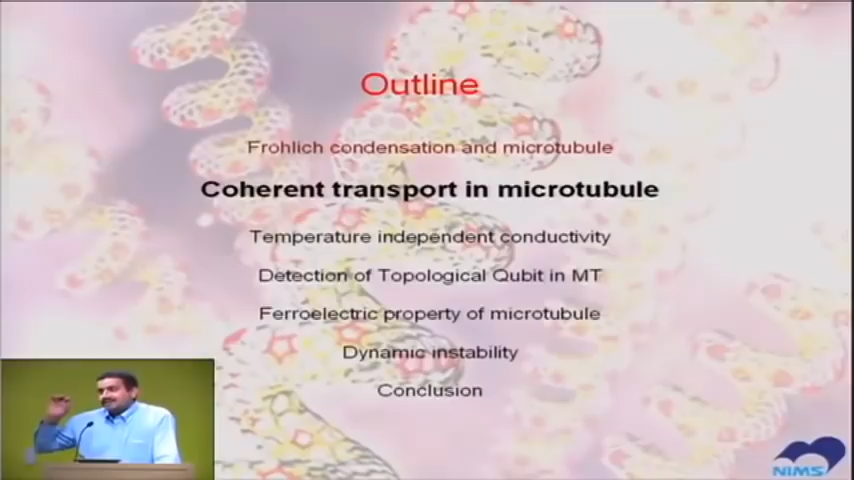 Outline
Frohlich condensation and microtubule
Coherent transport in microtubule
Temperature independent conductivity
Detection of Topological Qubit in MT
Ferroelectric property of microtubule
Dynamic instability
Conclusion
NIMS